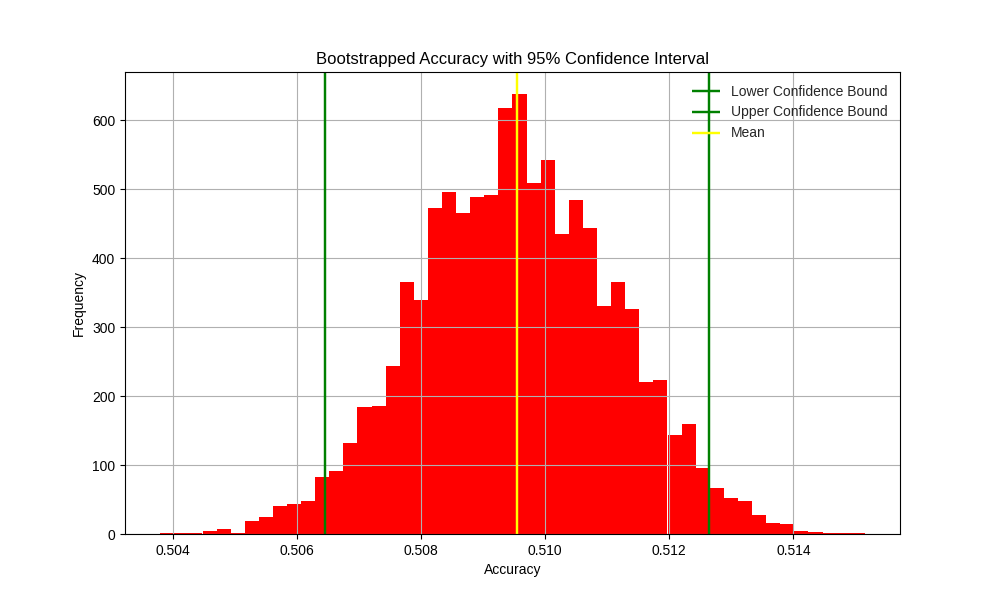 Bootstrapped Accuracy with 95% Confidence Interval
Lower Confidence Bound
Upper Confidence Bound
Mean
600
500
400
300
200
100
0
Frequency
0.504 0.506 0.508 0.510 0.512 0.514
Accuracy